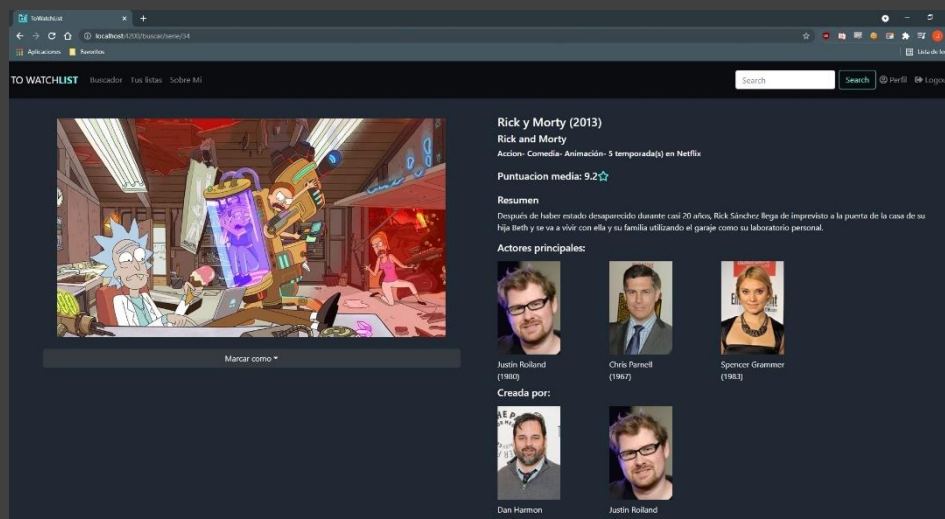 ToWatchList
localhost:4200/buscar/serie/34
Aplicaciones Favoritos Lista de le
TO WATCHLIST Buscador Tus listas Sobre Mi Search Search Perfil Logou
Rick y Morty (2013)
Rick and Morty
Accion- Comedia- Animación- 5 temporada(s) en Netflix
Puntuacion media: 9.2
Resumen
Después de haber estado desaparecido durante casi 20 años, Rick Sánchez llega de imprevisto a la puerta de la casa de su
hija Beth y se va a vivir con ella y su familia utilizando el garaje como su laboratorio personal.
Marcar como
Actores principales:
Justin Roiland Chris Parnell Spencer Grammer
(1980) (1967) (1983)
Creada por:
Dan Harmon Justin Roiland